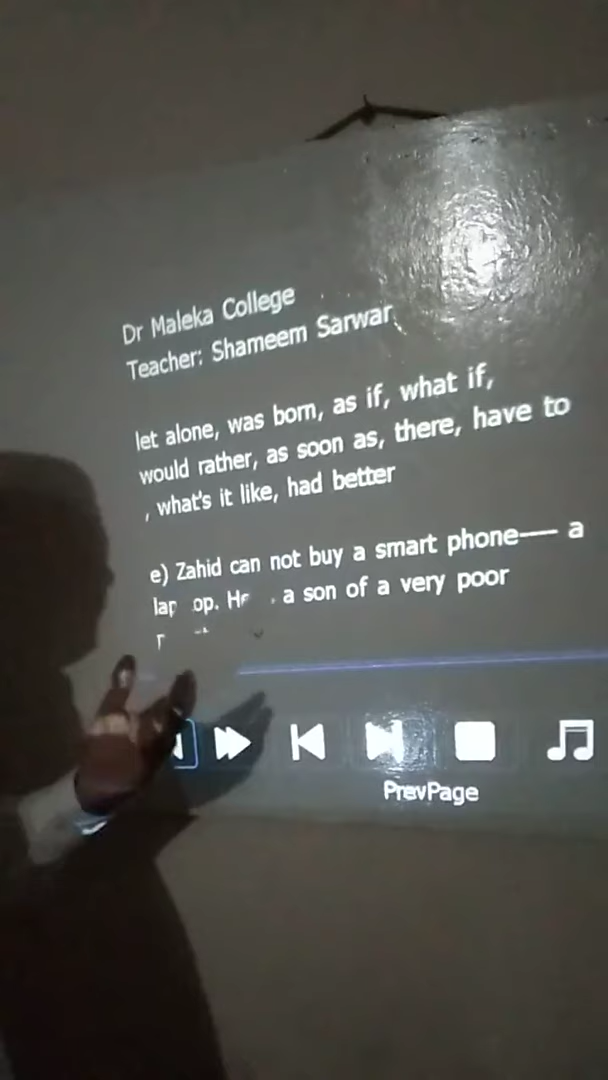 Dr Maleka College
Teacher: Shameem Sarwar
let alone, was born, as if, what if,
would rather, as soon as, there, have to
, what's it like, had better
e) Zahid can not buy a smart phone— a
a son of a very poor
PrevPage